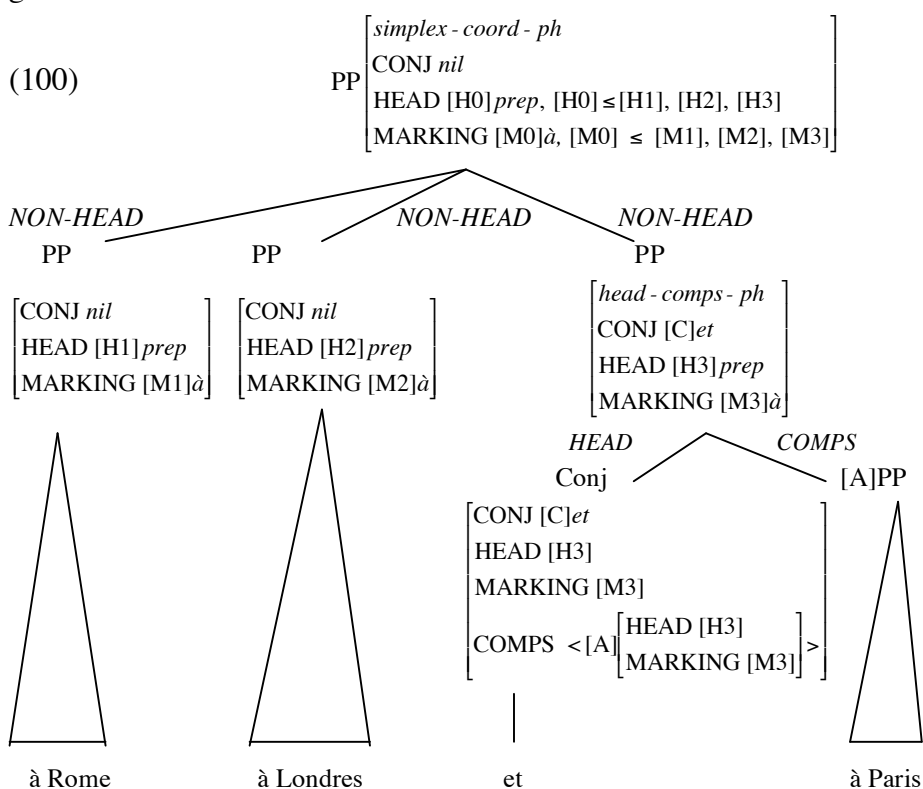 simplex - coord - ph
(100)
PP
CONJ nil
HEAD [H0] prep, [H0] ≤ [H1], [H2], [H3]
MARKING [M0]à, [M0] ≤ [M1], [M2], [M3]
NON-HEAD NON-HEAD NON-HEAD
PP PP PP
head - comps - ph
CONJ nil CONJ nil CONJ [C]et
HEAD [H1] prep HEAD [H2] prep HEAD [H3] prep
MARKING [M1]à MARKING [M2]à MARKING [M3]à
HEAD COMPS
Conj [A]PP
CONJ [C]et
HEAD [H3]
MARKING [M3]
COMPS <[A] HEAD [H3] MARKING [M3] >
à Rome à Londres et à Paris